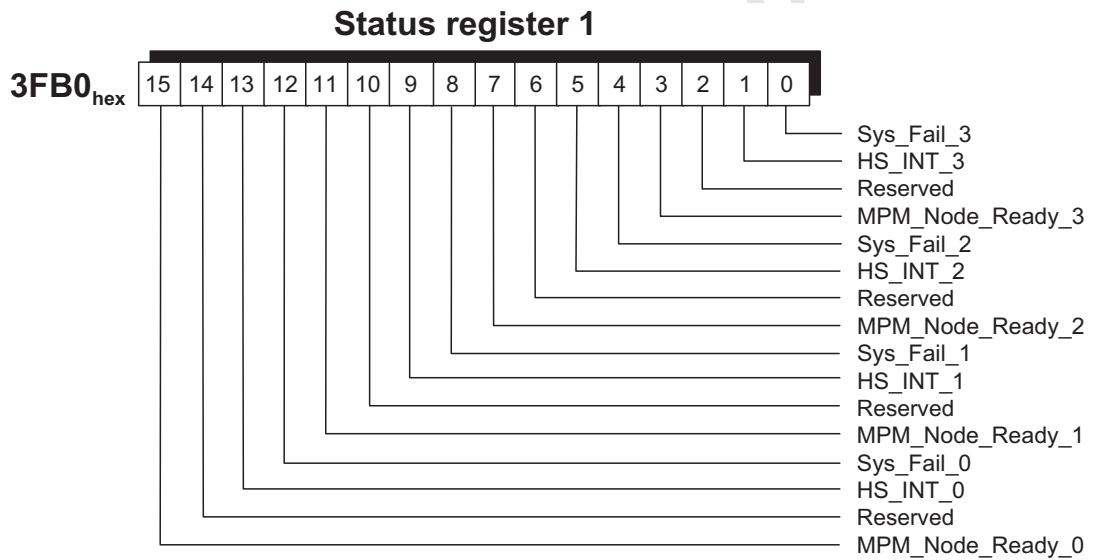 Status register 1
3FB0hex 15 14 13 12 11 10 9 8 7 6 5 4 3 2 1 0
Sys_Fail_3
HS_INT_3
Reserved
MPM_Node_Ready_3
Sys_Fail_2
HS_INT_2
Reserved
MPM_Node_Ready_2
Sys_Fail_1
HS_INT_1
Reserved
MPM_Node_Ready_1
Sys_Fail_0
HS_INT_0
Reserved
MPM_Node_Ready_0